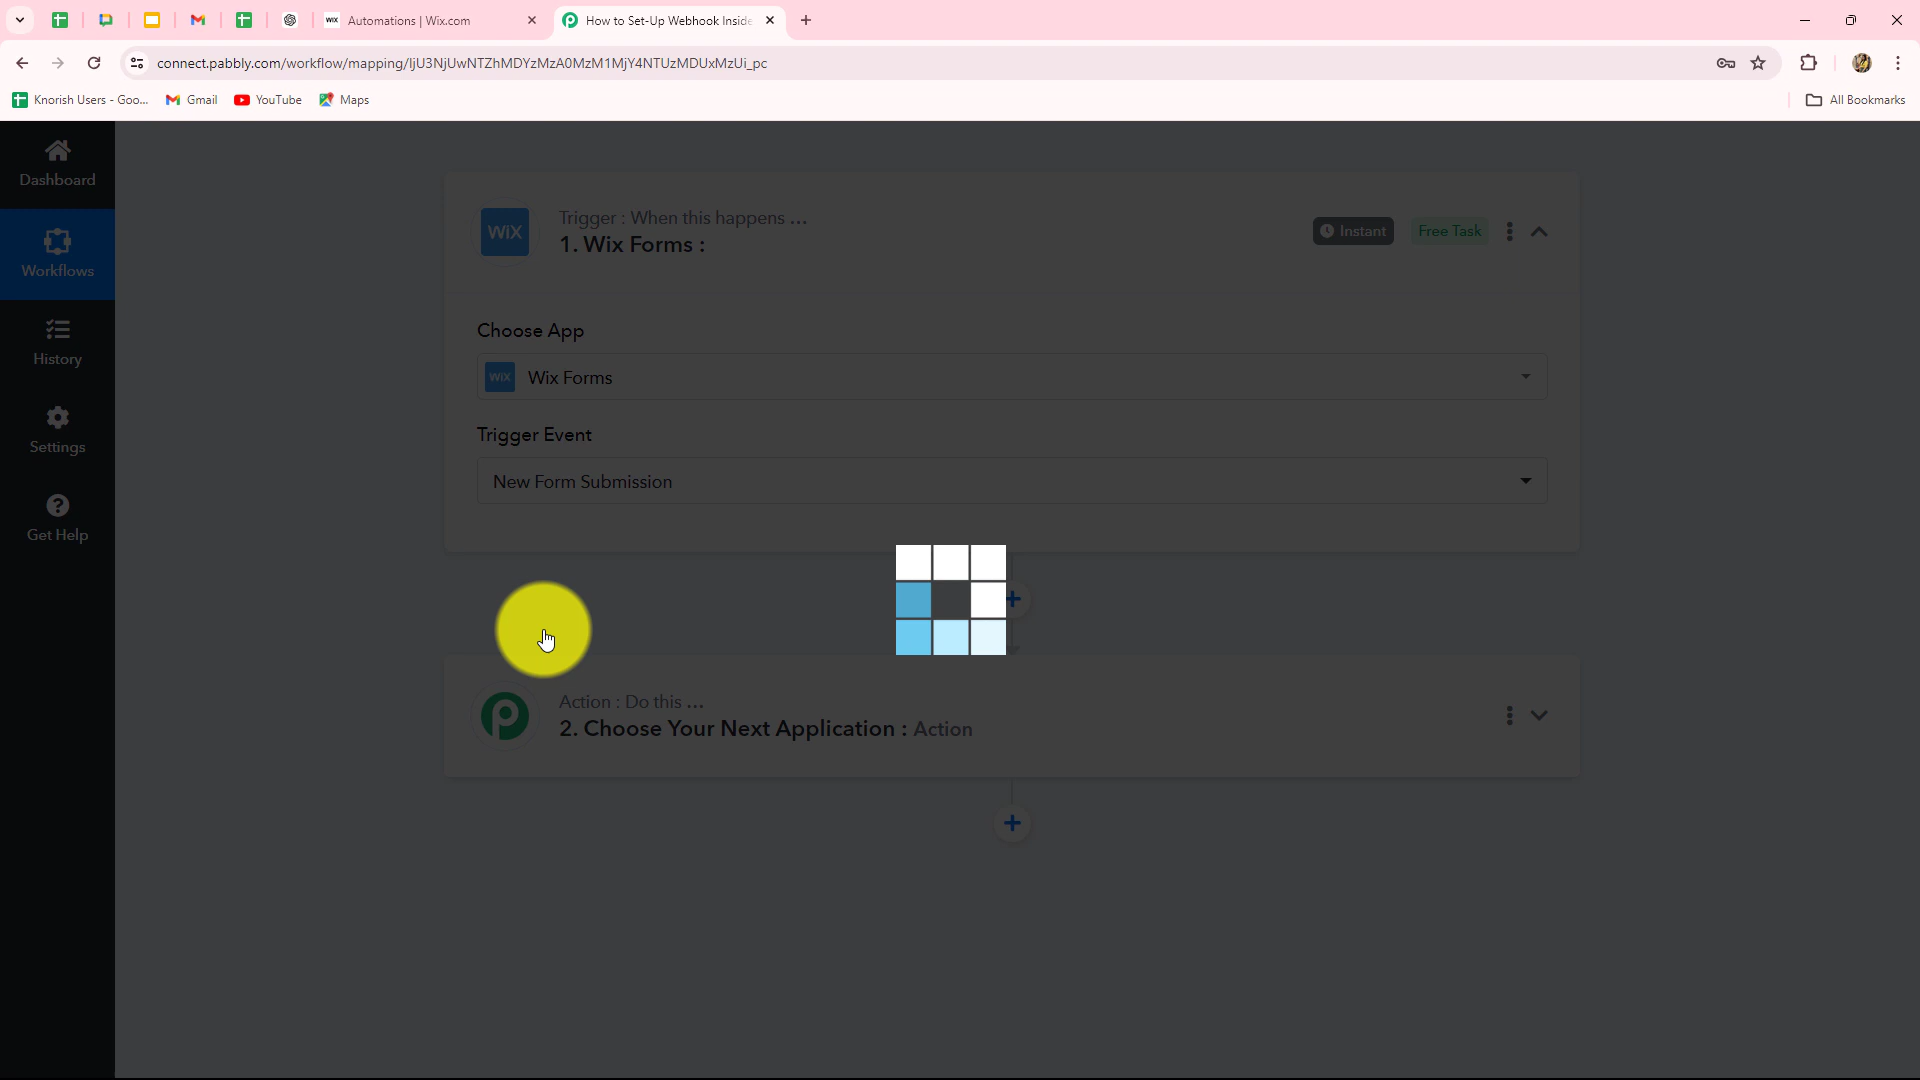 Automations | Wix.com
How to Set-Up Webhook Inside
connect.pabbly.com/workflow/mapping/IjU3NjUwNTZhMDYzMzA0MzM1MjY4NTUzMDUxMzUi_pc
Knorish Users - Goo...
Gmail
YouTube
Maps
All Bookmarks
Dashboard
Workflows
History
Settings
Get Help
WiX
Trigger : When this happens ...
1. Wix Forms :
Instant
Free Task
Choose App
WiX
Wix Forms
Trigger Event
New Form Submission
Action : Do this ...
2. Choose Your Next Application : Action